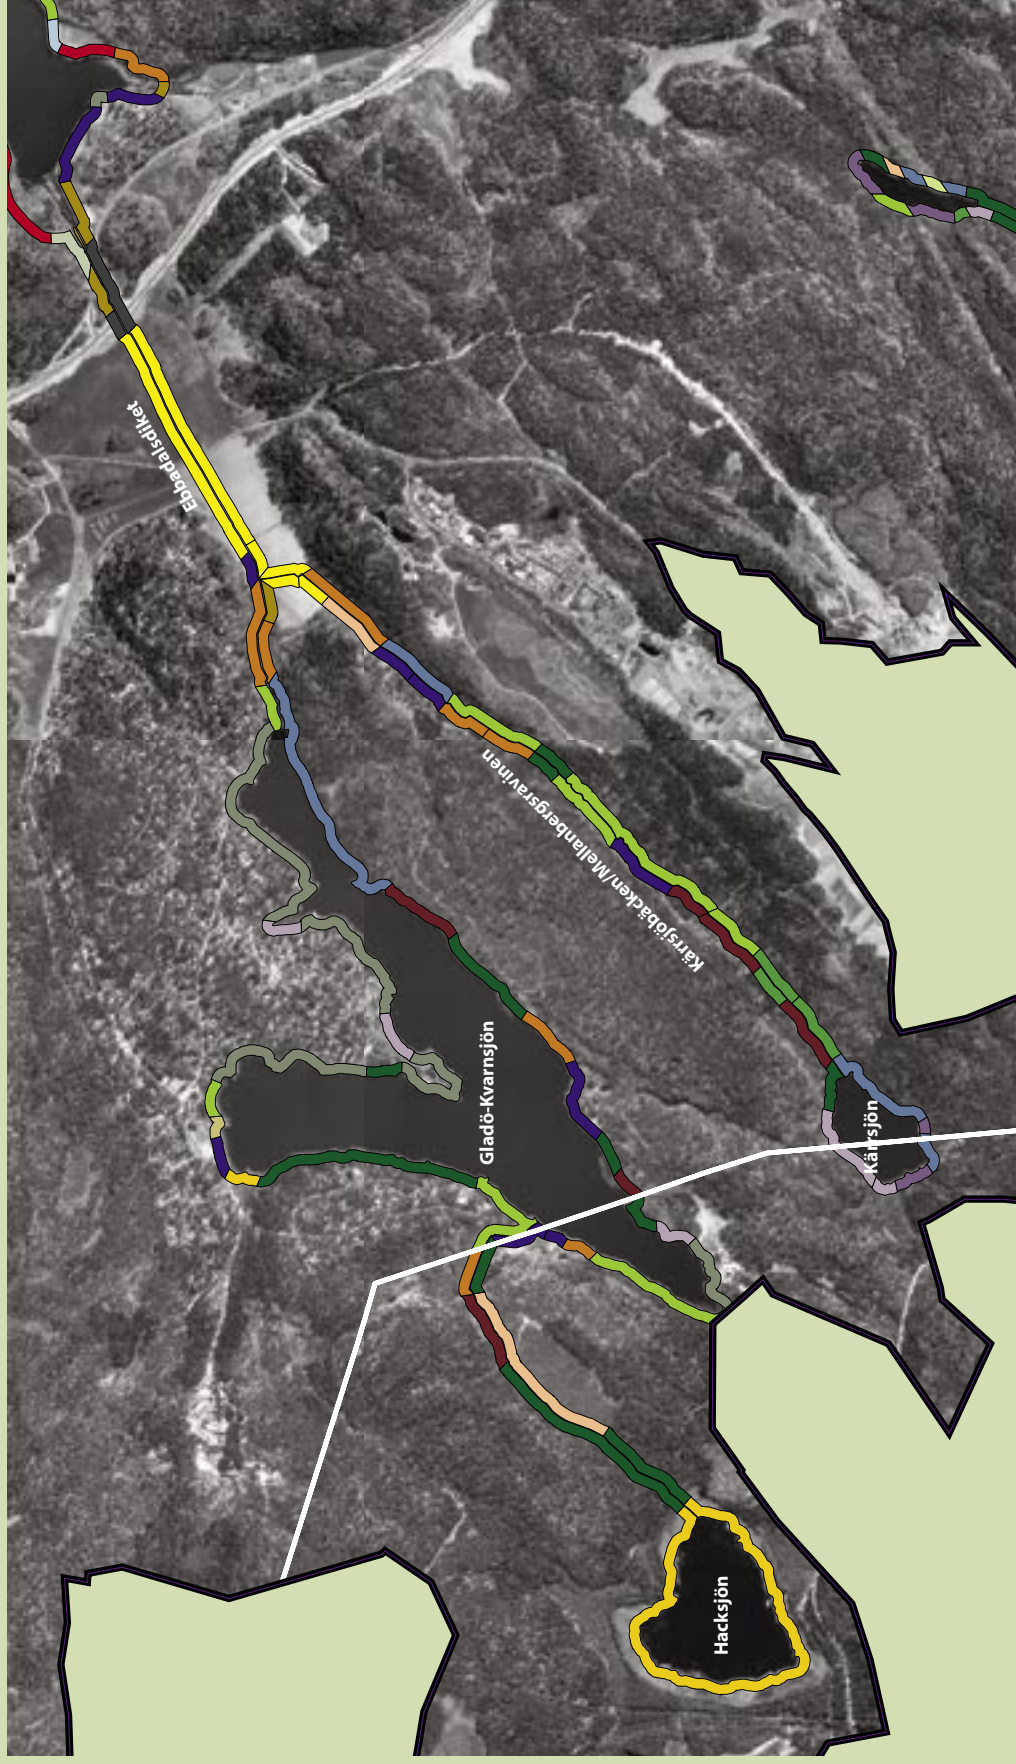 Ebbadalsdiket
Kärrsjöbäcken/Mellanbergsravinen
Gladö-Kvarnsjön
Kärrsjön
Hacksjön